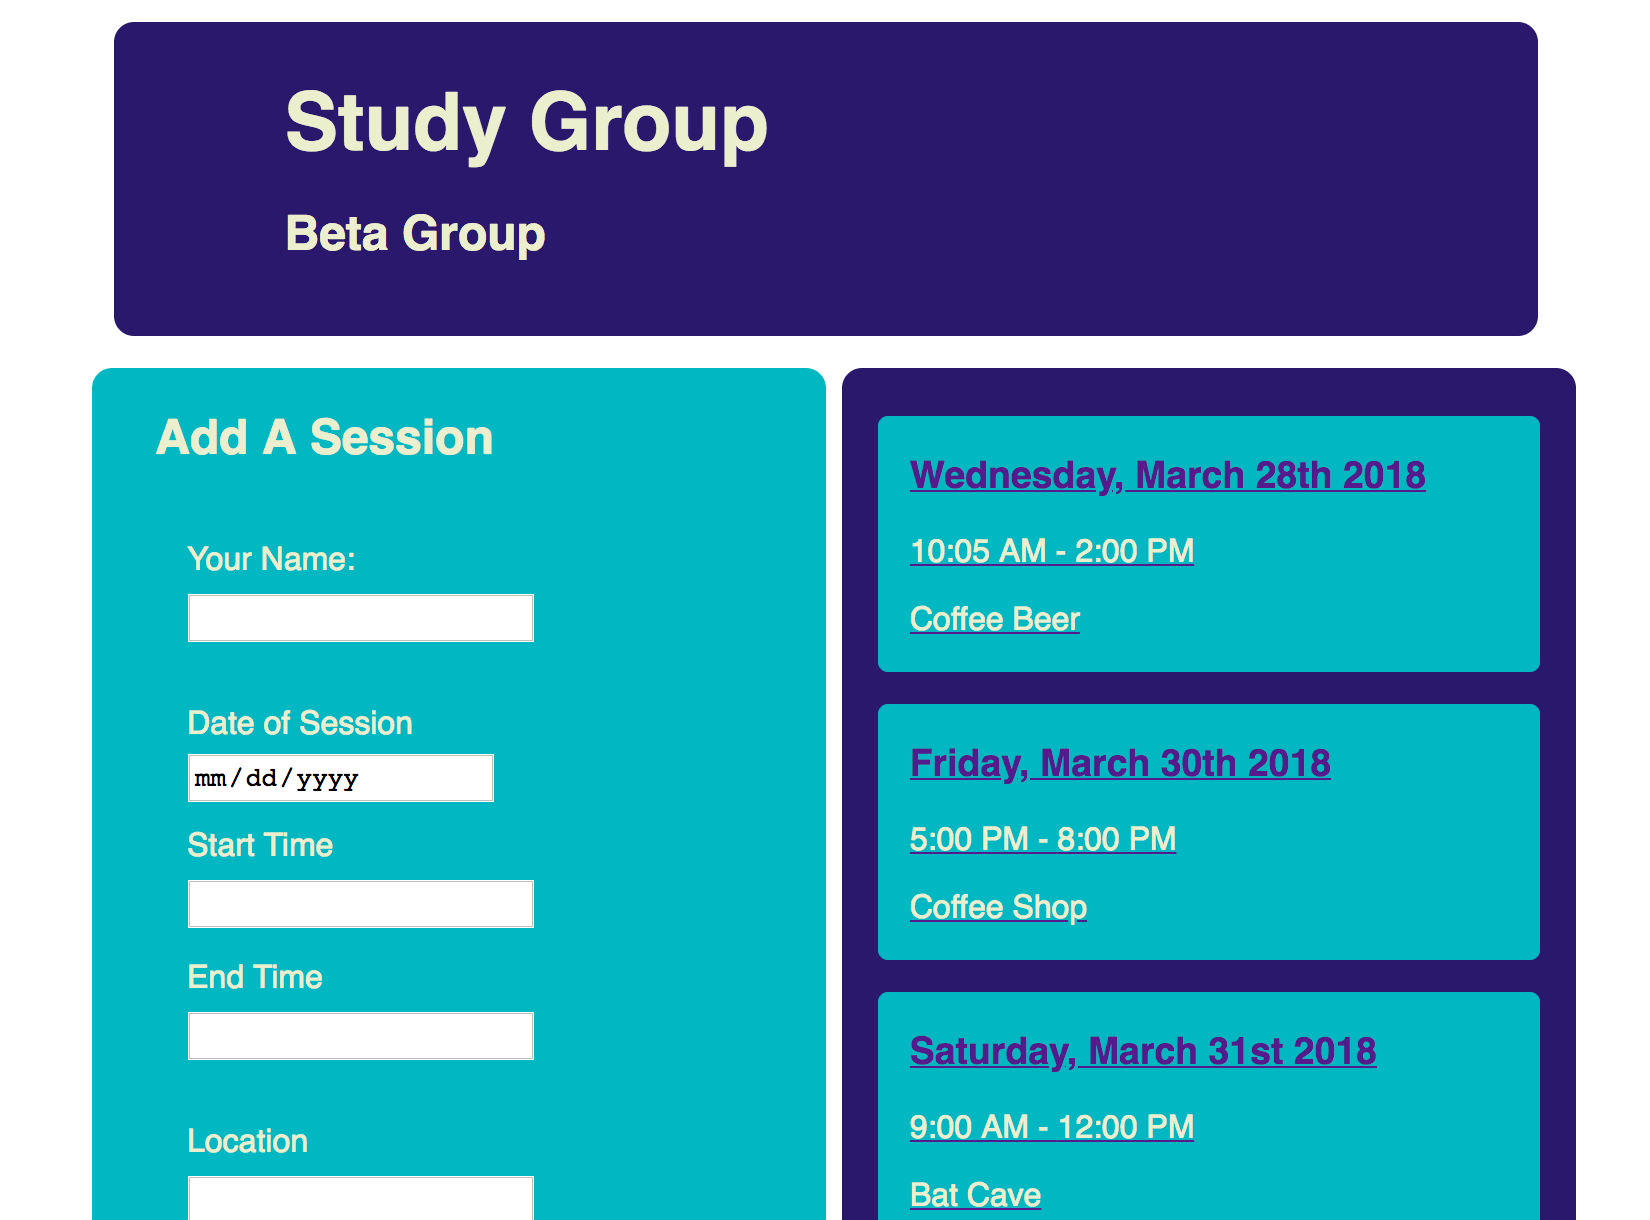 Study Group
Beta Group
Add A Session
Your Name:
Date of Session
mm/dd/yyyy
Start Time
End Time
Location
Wednesday, March 28th 2018
10:05 AM - 2:00 PM
Coffee Beer
Friday, March 30th 2018
5:00 PM - 8:00 PM
Coffee Shop
Saturday, March 31st 2018
9:00 AM - 12:00 PM
Bat Cave